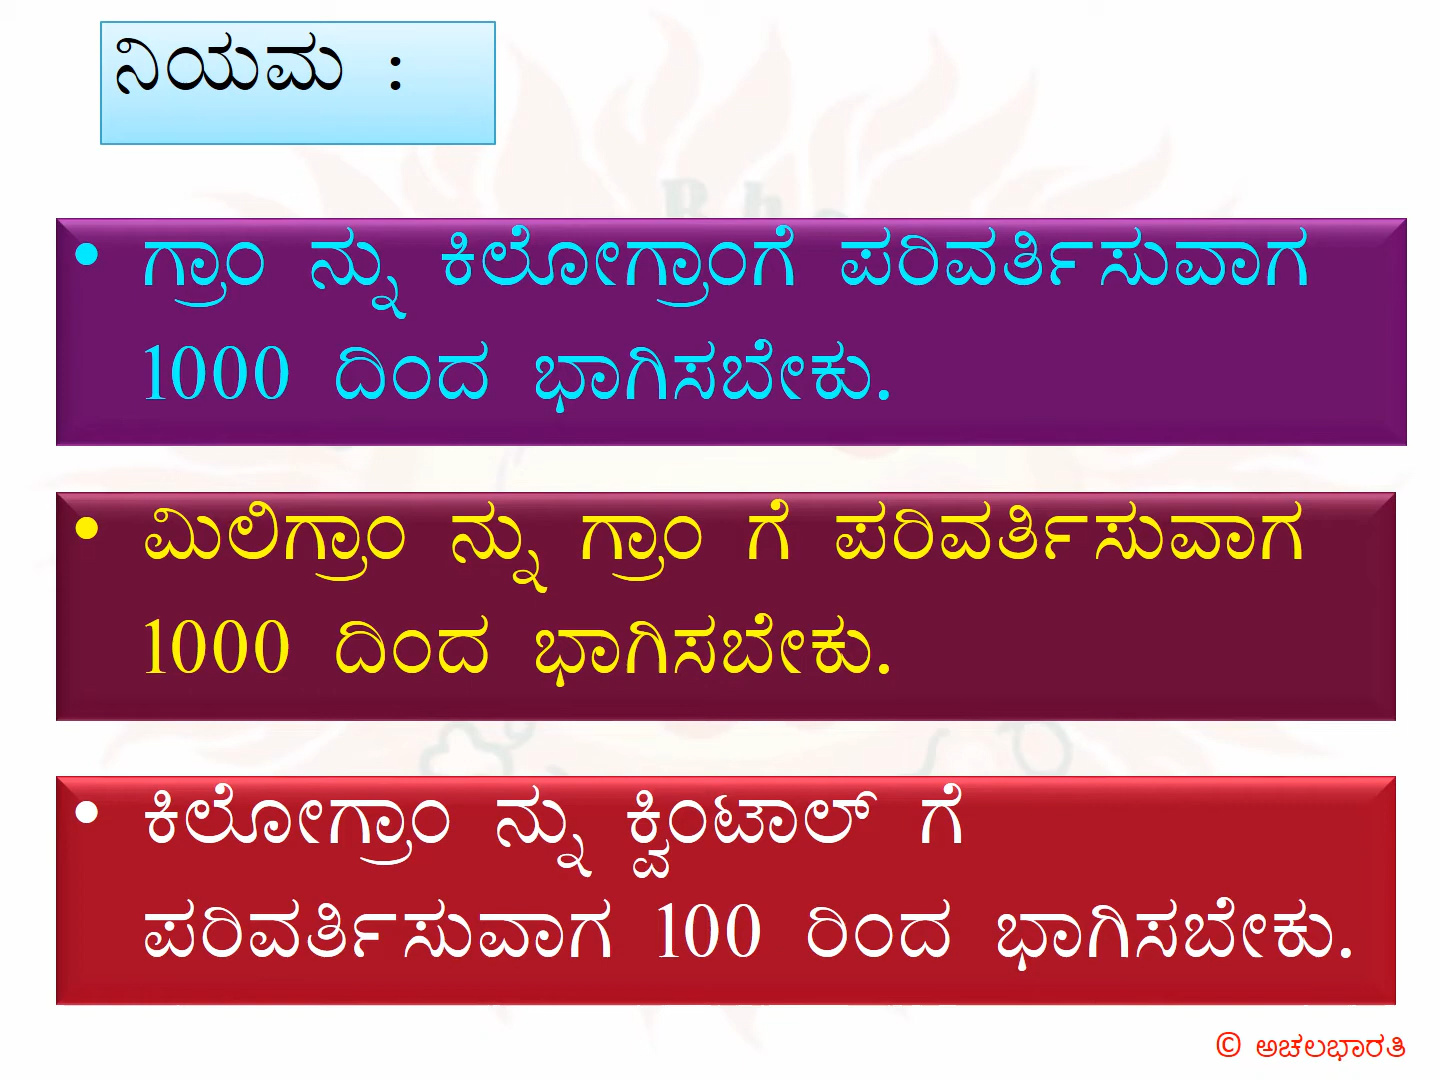 ನಿಯಮ :
• ಗ್ರಾಂ ನ್ನು ಕಿಲೋಗ್ರಾಂಗೆ ಪರಿವರ್ತಿಸುವಾಗ
1000 ದಿಂದ ಭಾಗಿಸಬೇಕು.
• ಮಿಲಿಗ್ರಾಂ ನ್ನು ಗ್ರಾಂ ಗೆ ಪರಿವರ್ತಿಸುವಾಗ
1000 ದಿಂದ ಭಾಗಿಸಬೇಕು.
• ಕಿಲೋಗ್ರಾಂ ನ್ನು ಕ್ವಿಂಟಾಲ್ ಗೆ
ಪರಿವರ್ತಿಸುವಾಗ 100 ರಿಂದ ಭಾಗಿಸಬೇಕು.
© ಅಚಲಭಾರತಿ